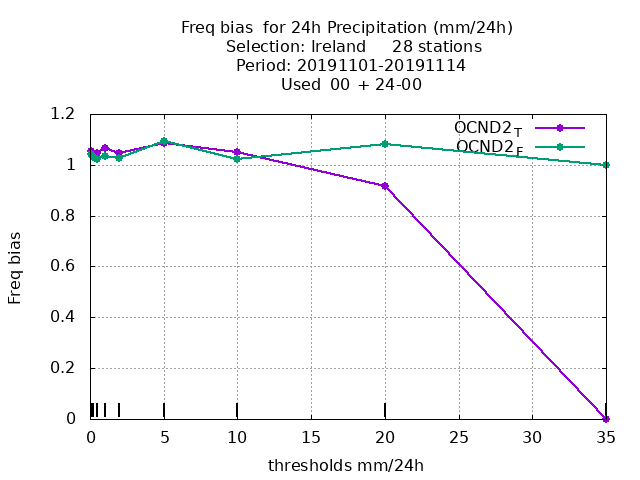 Freq bias for 24h Precipitation (mm/24h)
Selection: Ireland 28 stations
Period: 20191101-20191114
Used 00 + 24-00
OCND2T
OCND2F
1.2
1
0.8
0.6
0.4
0.2
0
Freq bias
0 5 10 15 20 25 30 35
thresholds mm/24h